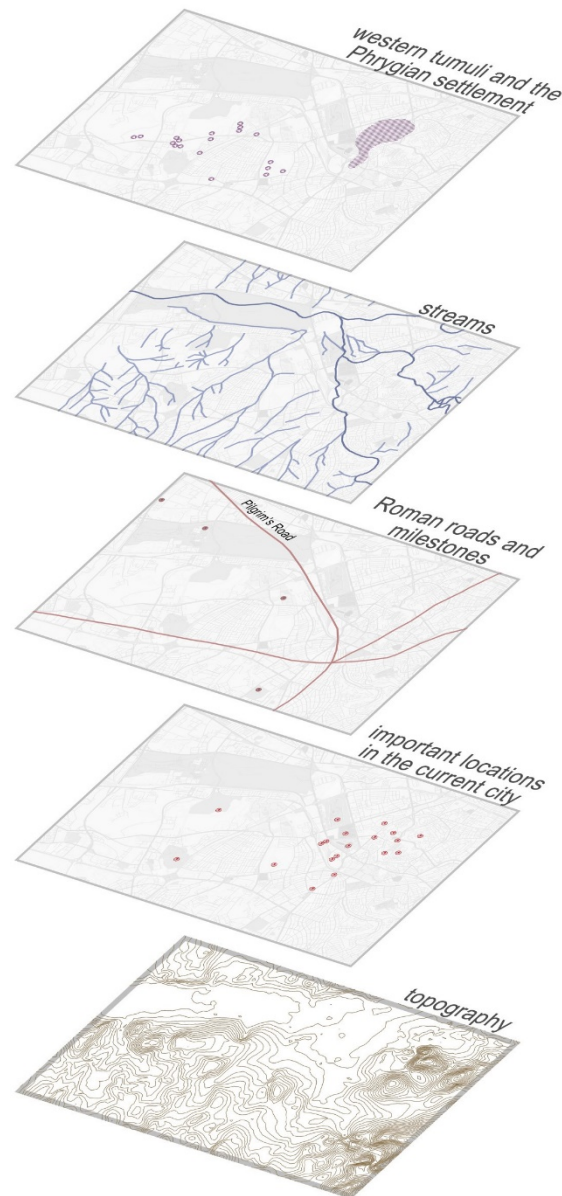 western tumuli and the
Phrygian settlement
streams
Roman roads and
milestones
Pilgrim's Road
important locations
in the current city
topography